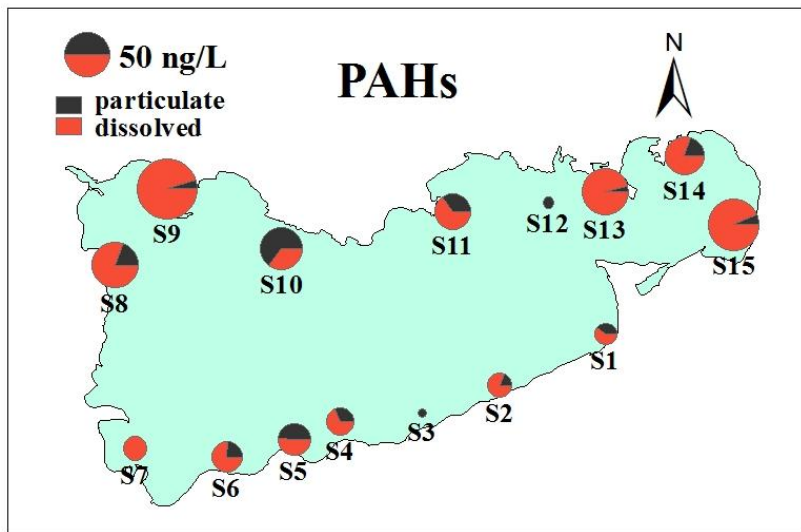 50 ng/L
particulate
dissolved
PAHs
N
S14
S12
S13
S11
S9
S15
S10
S8
S1
S2
S3
S4
S5
S6
S7